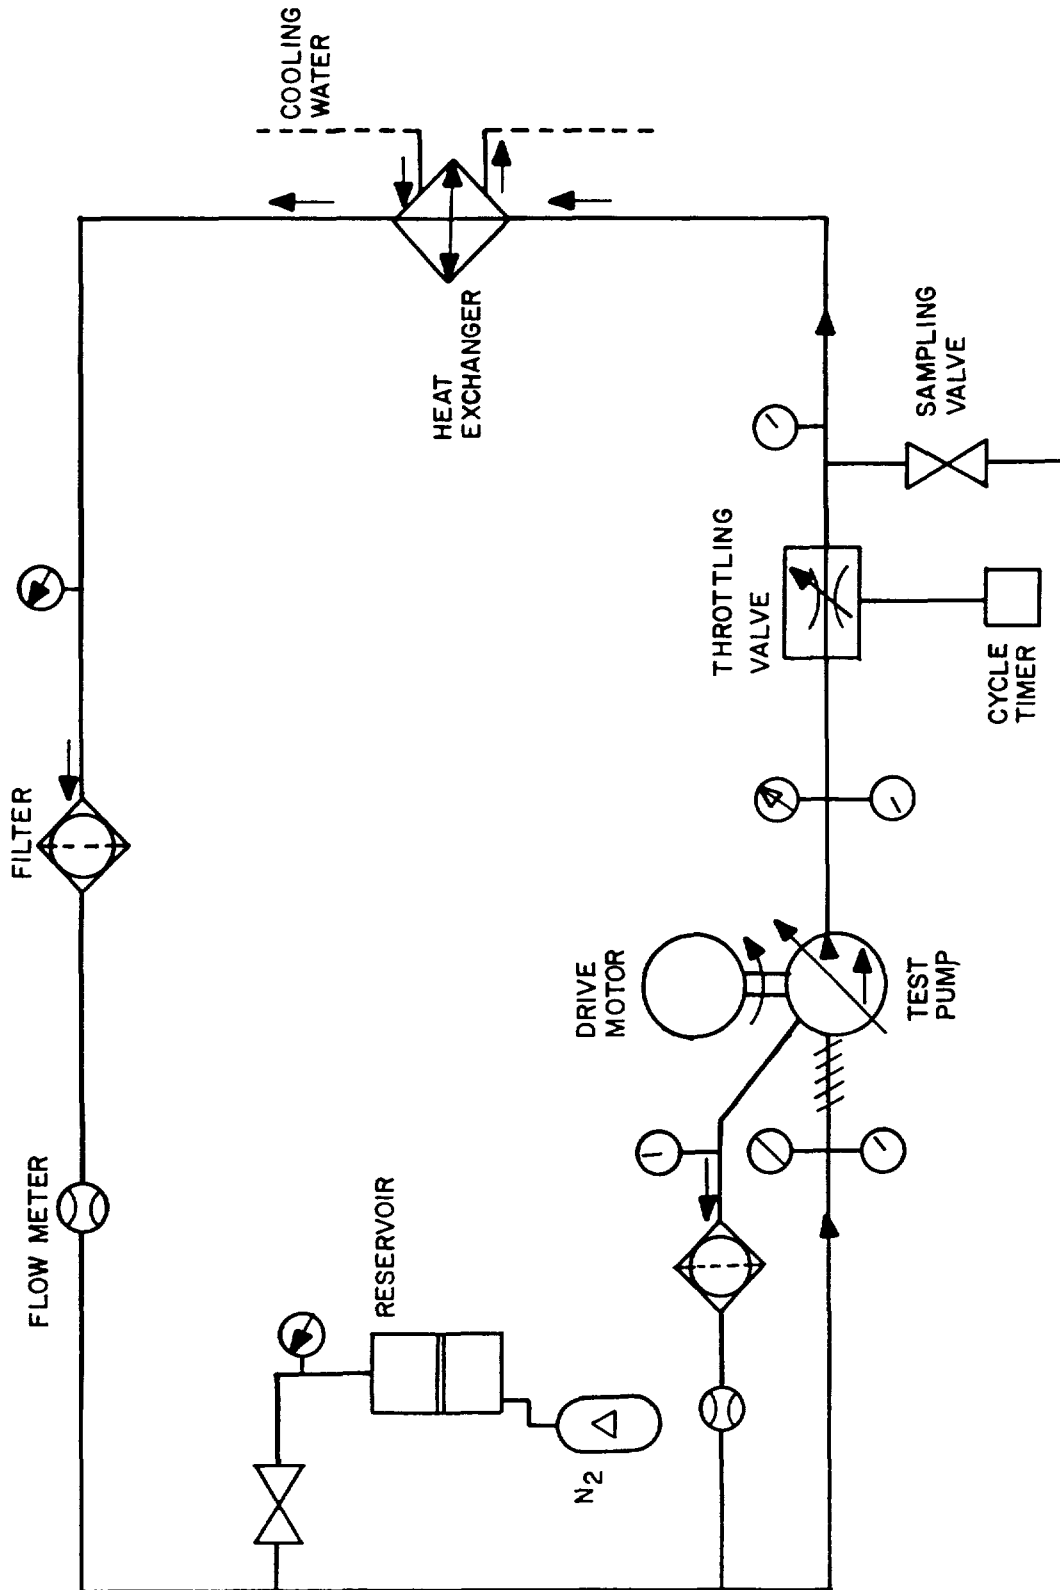 FLOW METER
FILTER
RESERVOIR
N2
HEAT
EXCHANGER
COOLING
WATER
DRIVE
MOTOR
TEST
PUMP
THROTTLING
VALVE
CYCLE
TIMER
SAMPLING
VALVE